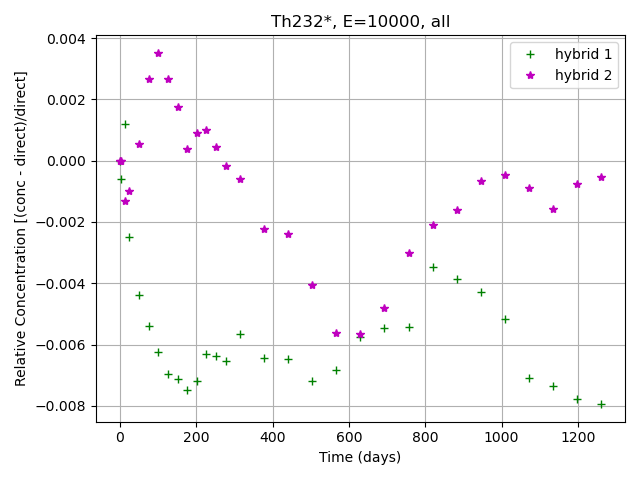 Th232*, E=10000, all
hybrid 1
hybrid 2
Relative Concentration [(conc - direct)/direct]
0.004
0.002
0.000
−0.002
−0.004
−0.006
−0.008
0 200 400 600 800 1000 1200
Time (days)